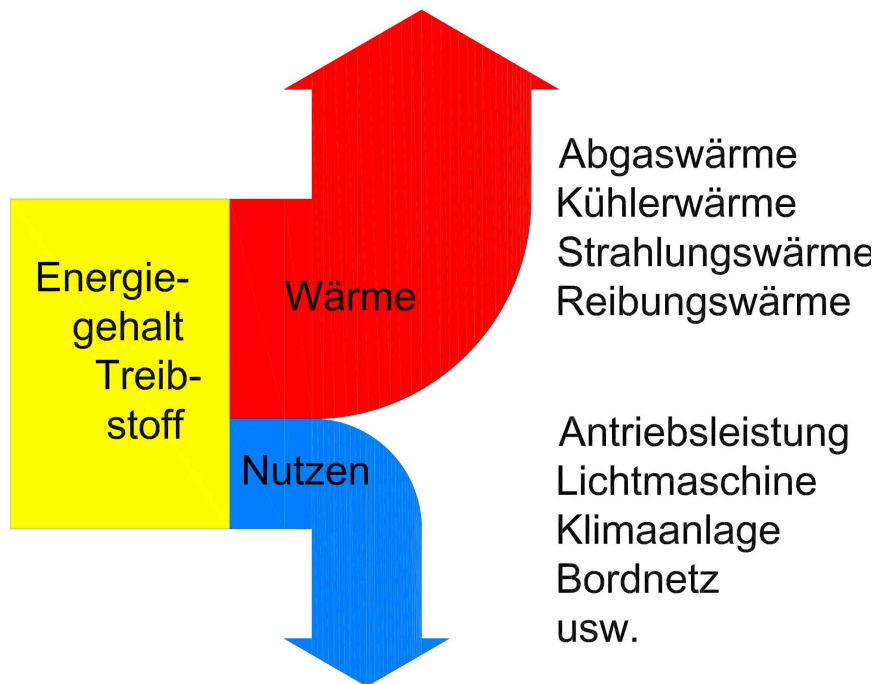 Energie-
gehalt
Treib-
stoff
Wärme
Nutzen
Abgaswärme
Kühlerwärme
Strahlungswärme
Reibungswärme
Antriebsleistung
Lichtmaschine
Klimaanlage
Bordnetz
usw.